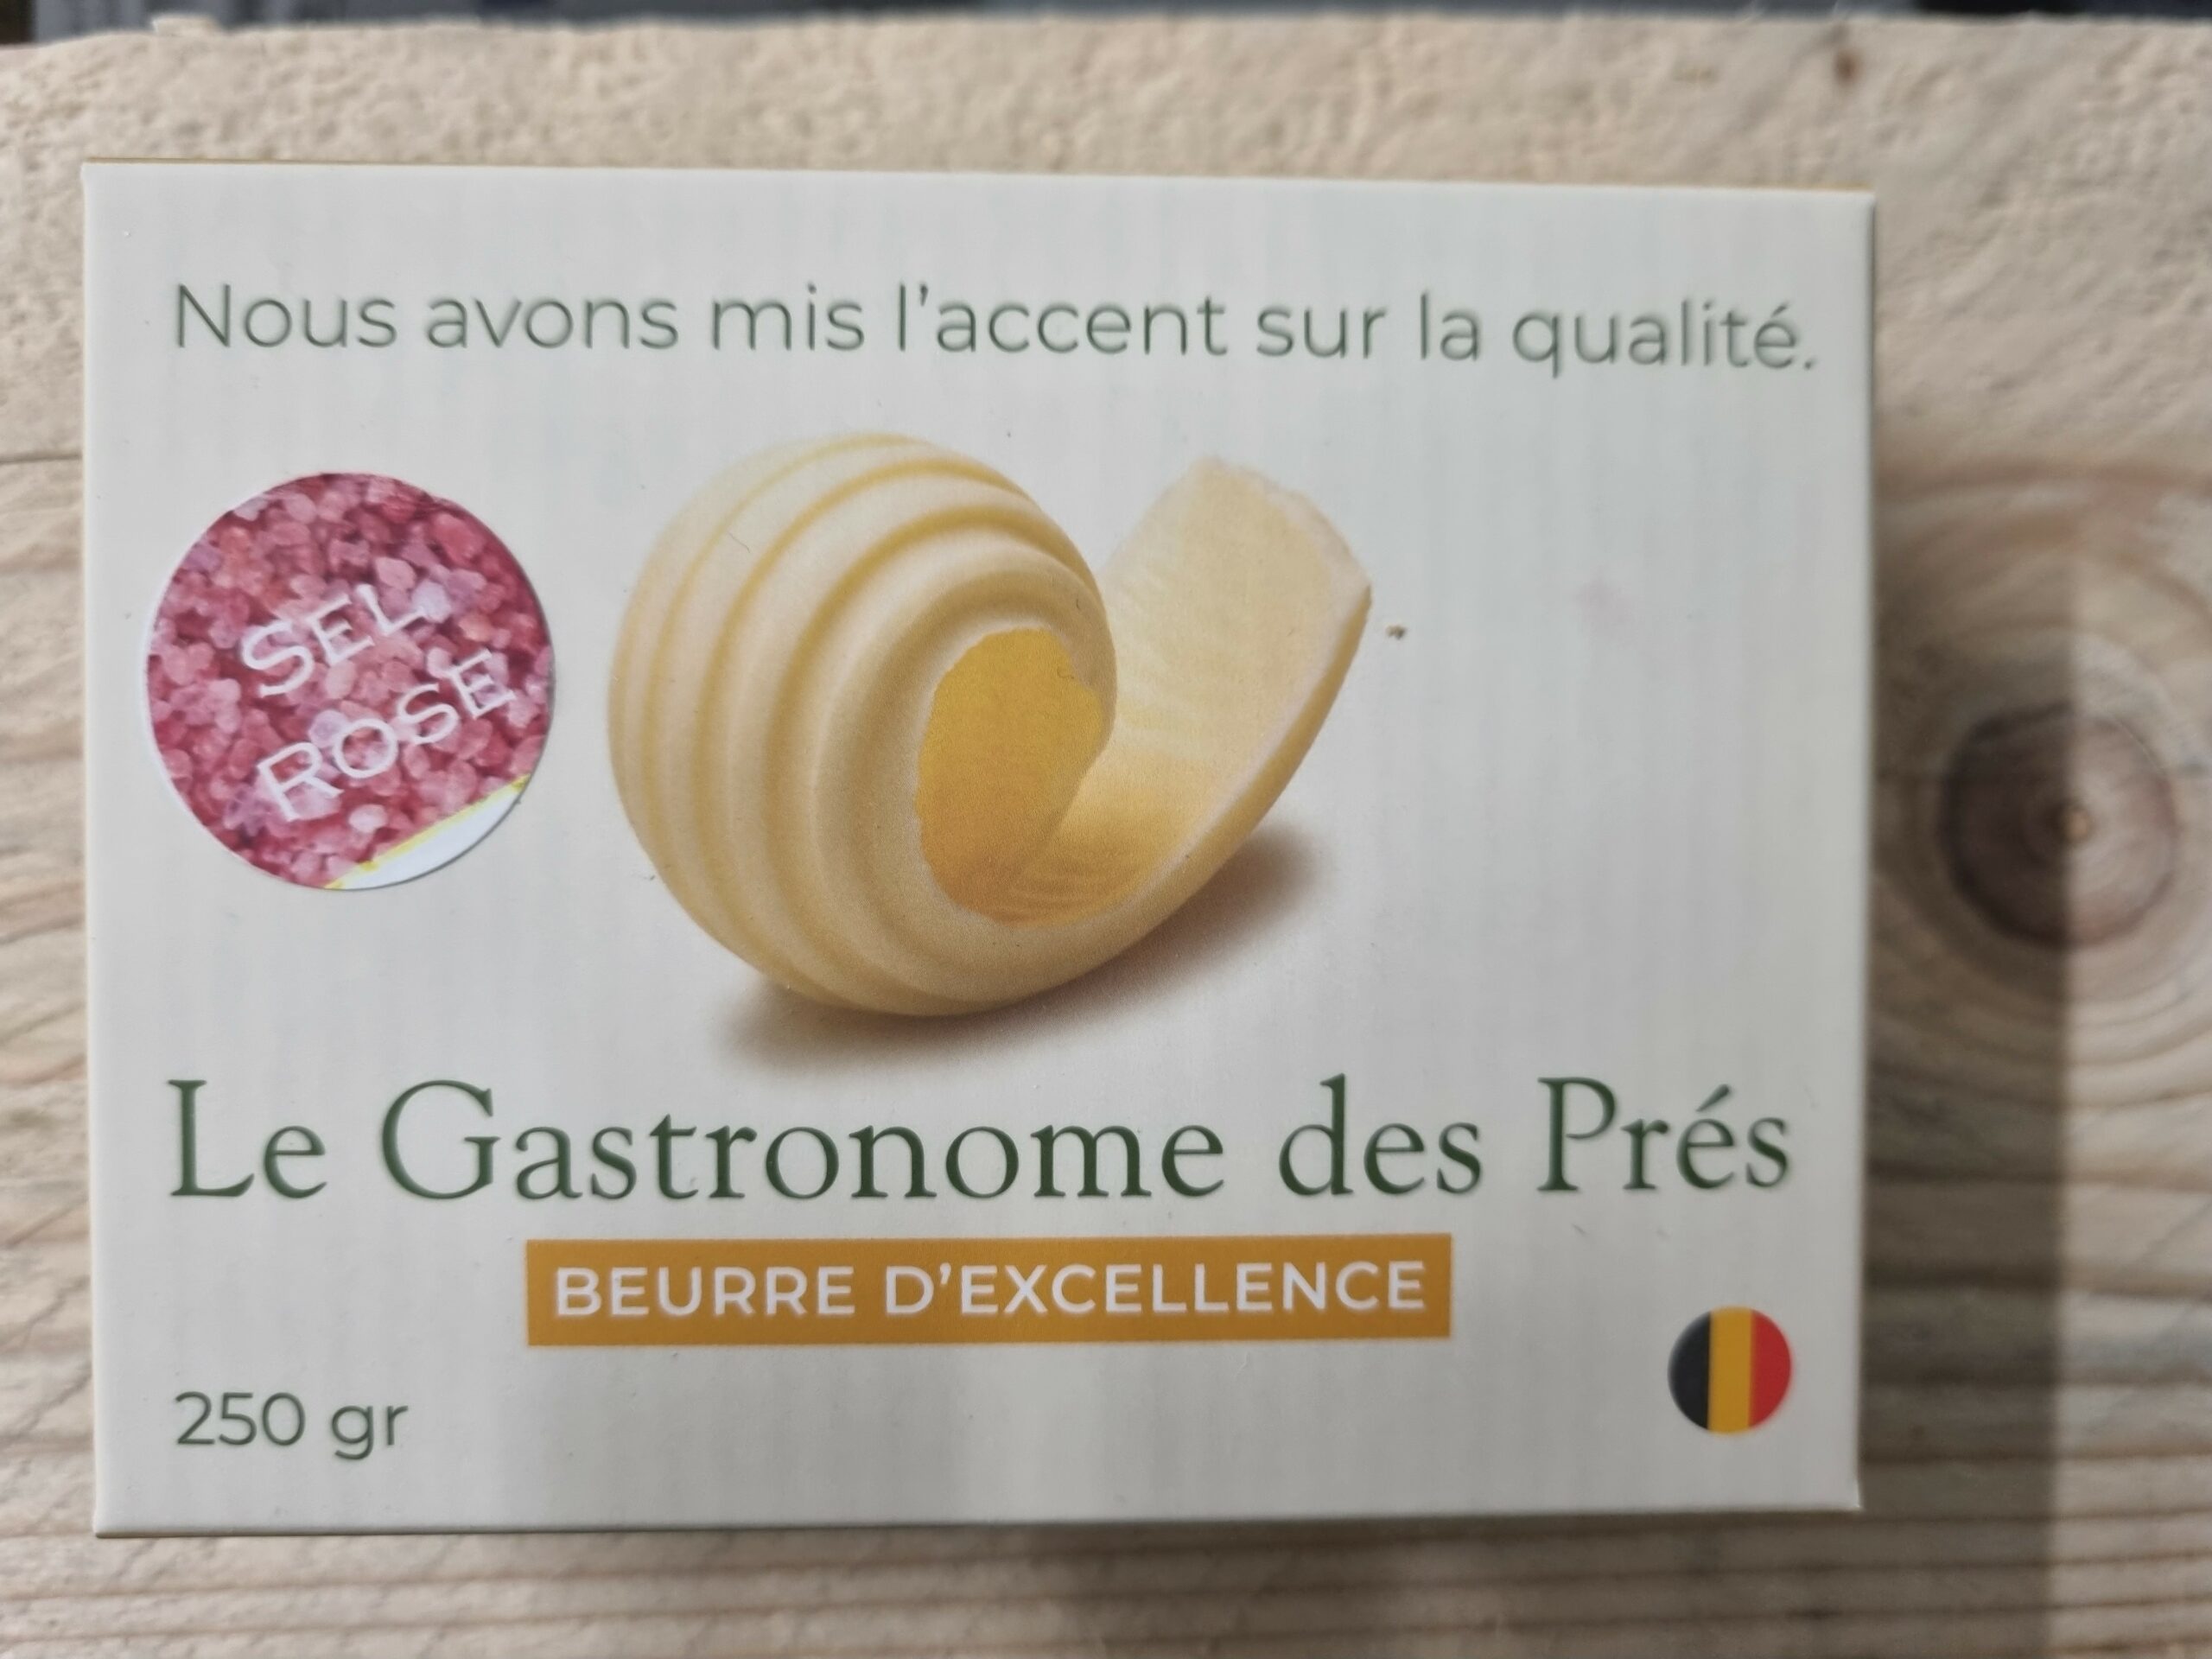 Nous avons mis l'accent sur la qualité.
SEL
ROSE
Le Gastronome des Prés
BEURRE D'EXCELLENCE
250 gr